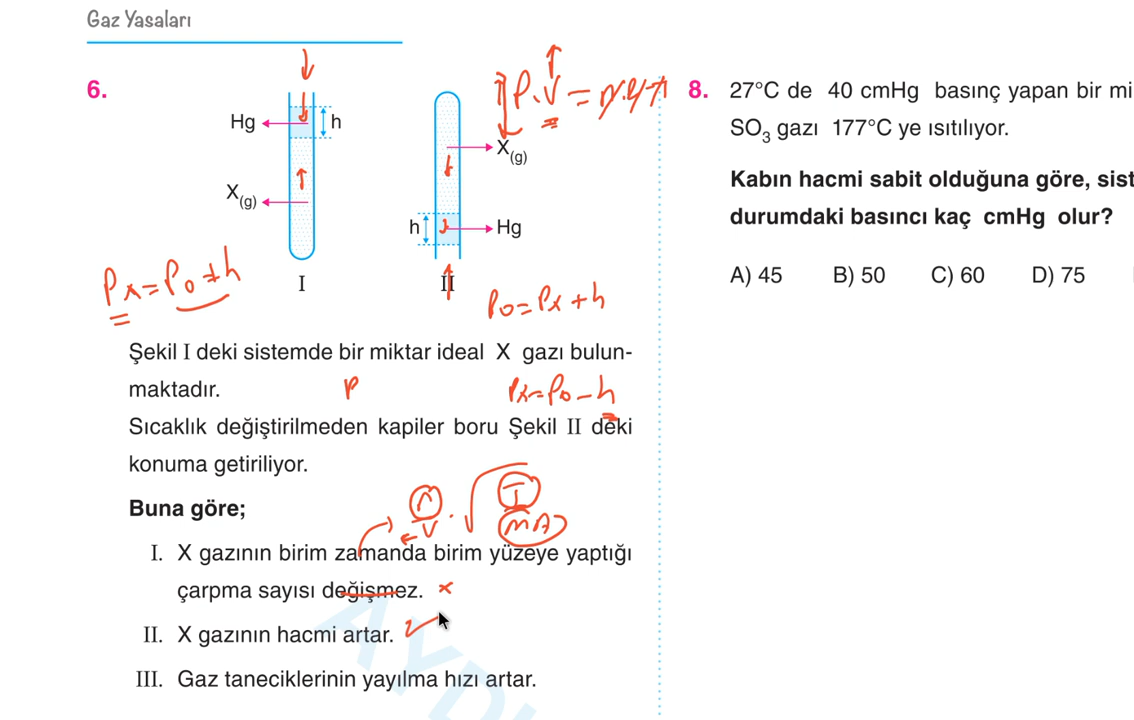 Gaz Yasaları
6.
Hg
h
X(g)
I
P.V = n.R.T
X(g)
h
Hg
II
Px = P0 + h
P0 = Px + h
Şekil I deki sistemde bir miktar ideal X gazı bulun-
maktadır.
P
Px = P0 - h
Sıcaklık değiştirilmeden kapiler boru Şekil II deki
konuma getiriliyor.
Buna göre;
n
V
.
√
T
(MA)
I. X gazının birim zamanda birim yüzeye yaptığı
çarpma sayısı değişmez. x
II. X gazının hacmi artar. ✓
III. Gaz taneciklerinin yayılma hızı artar.
AYDI
8. 27°C de 40 cmHg basınç yapan bir mi
SO3 gazı 177°C ye ısıtılıyor.
Kabın hacmi sabit olduğuna göre, sist
durumdaki basıncı kaç cmHg olur?
A) 45 B) 50 C) 60 D) 75